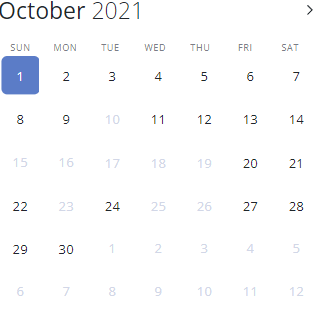 October 2021
SUN MON TUE WED THU FRI SAT
1 2 3 4 5 6 7
8 9 10 11 12 13 14
15 16 17 18 19 20 21
22 23 24 25 26 27 28
29 30 1 2 3 4 5
6 7 8 9 10 11 12